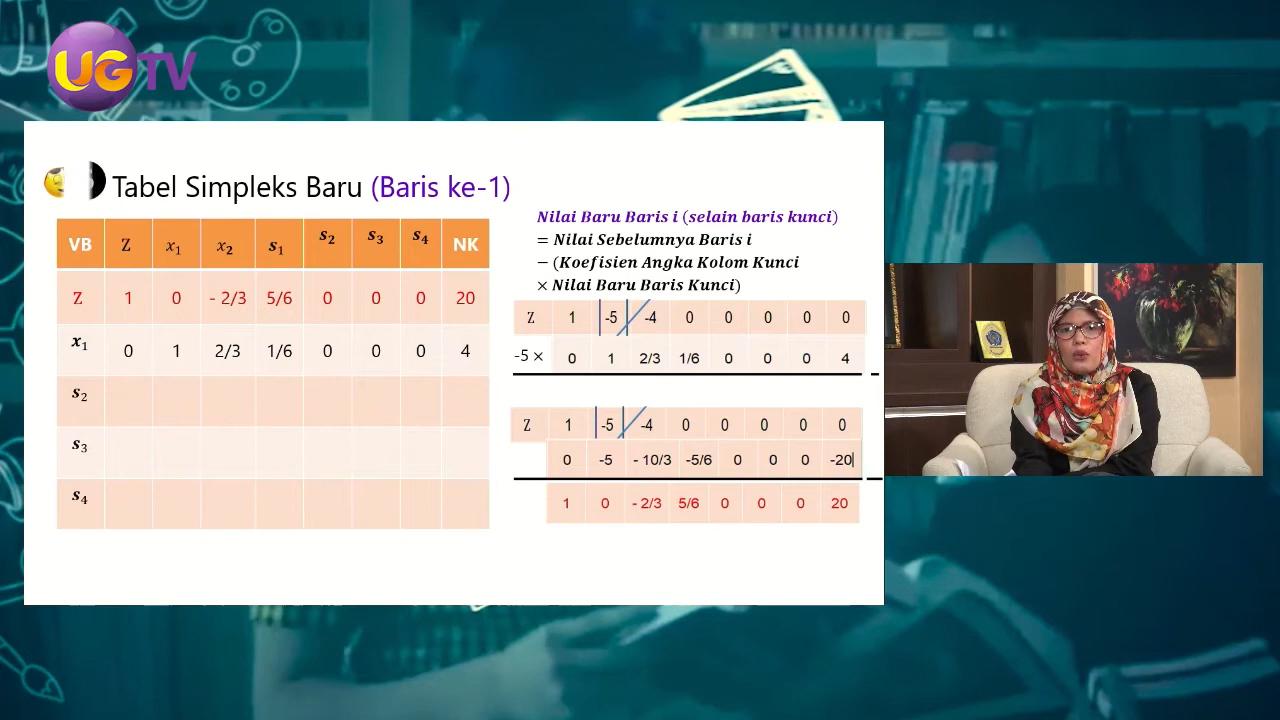 UGTV
Tabel Simpleks Baru (Baris ke-1)
VB Z x₁ x₂ s₁ s₂ s₃ s₄ NK
Z 1 0 - 2/3 5/6 0 0 0 20
x₁ 0 1 2/3 1/6 0 0 0 4
s₂
s₃
s₄
Nilai Baru Baris i (selain baris kunci)
= Nilai Sebelumnya Baris i
− (Koefisien Angka Kolom Kunci
× Nilai Baru Baris Kunci)
Z 1 -5 -4 0 0 0 0 0
-5 × 0 1 2/3 1/6 0 0 0 4
Z 1 -5 -4 0 0 0 0 0
0 -5 - 10/3 -5/6 0 0 0 -20
1 0 - 2/3 5/6 0 0 0 20